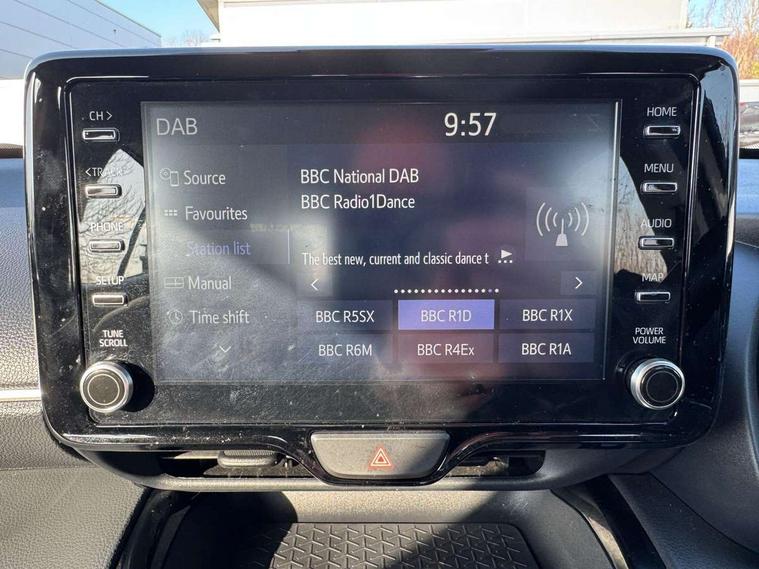 CH >
< TRACK
PHONE
SETUP
TUNE
SCROLL
DAB
9:57
Source
Favourites
Station list
Manual
Time shift
BBC National DAB
BBC Radio1Dance
The best new, current and classic dance t ...
BBC R5SX
BBC R1D
BBC R1X
BBC R6M
BBC R4Ex
BBC R1A
HOME
MENU
AUDIO
MAP
POWER
VOLUME